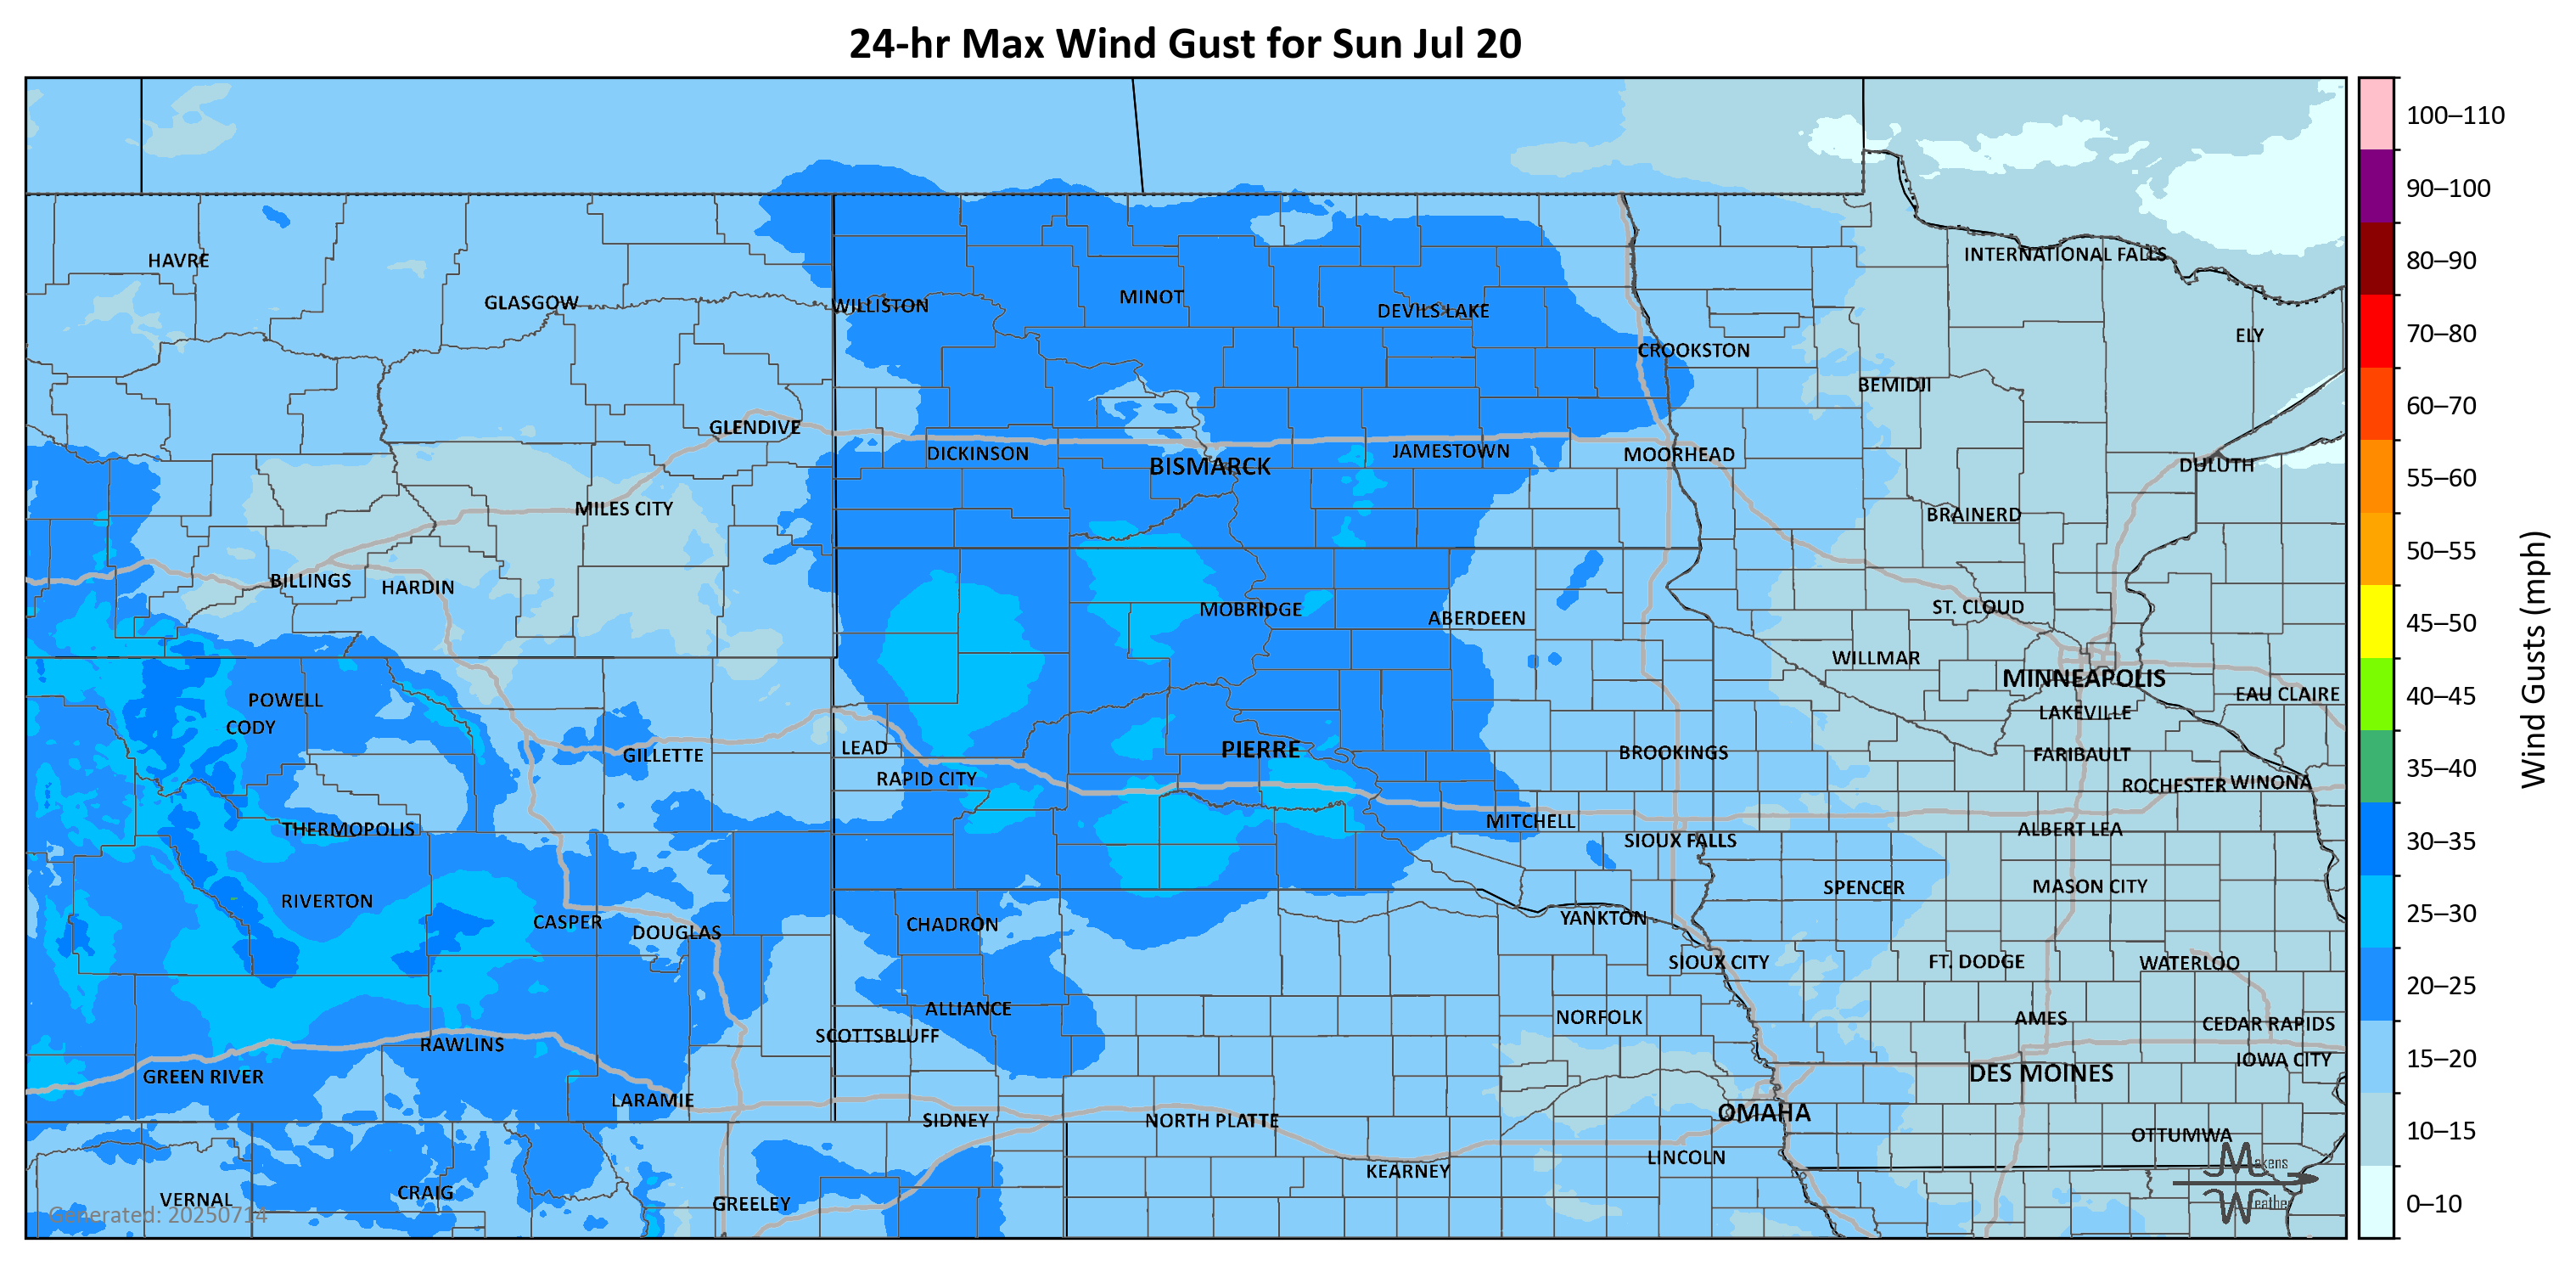 24-hr Max Wind Gust for Sun Jul 20
HAVRE
GLASGOW
WILLISTON
MINOT
DEVILS LAKE
CROOKSTON
INTERNATIONAL FALLS
ELY
BEMIDJI
GLENDIVE
DICKINSON
BISMARCK
JAMESTOWN
MOORHEAD
DULUTH
MILES CITY
BRAINERD
BILLINGS
HARDIN
MOBRIDGE
ABERDEEN
ST. CLOUD
WILLMAR
MINNEAPOLIS
EAU CLAIRE
POWELL
CODY
LAKEVILLE
GILLETTE
LEAD
PIERRE
BROOKINGS
FARIBAULT
RAPID CITY
ROCHESTER
WINONA
THERMOPOLIS
MITCHELL
SIOUX FALLS
ALBERT LEA
RIVERTON
SPENCER
MASON CITY
CASPER
DOUGLAS
CHADRON
YANKTON
SIOUX CITY
FT. DODGE
WATERLOO
ALLIANCE
NORFOLK
AMES
CEDAR RAPIDS
SCOTTSBLUFF
RAWLINS
IOWA CITY
GREEN RIVER
DES MOINES
LARAMIE
SIDNEY
NORTH PLATTE
OMAHA
OTTUMWA
KEARNEY
LINCOLN
VERNAL
CRAIG
GREELEY
Generated: 20250714
Makens
Weather
100–110
90–100
80–90
70–80
60–70
55–60
50–55
45–50
40–45
35–40
30–35
25–30
20–25
15–20
10–15
0–10
Wind Gusts (mph)